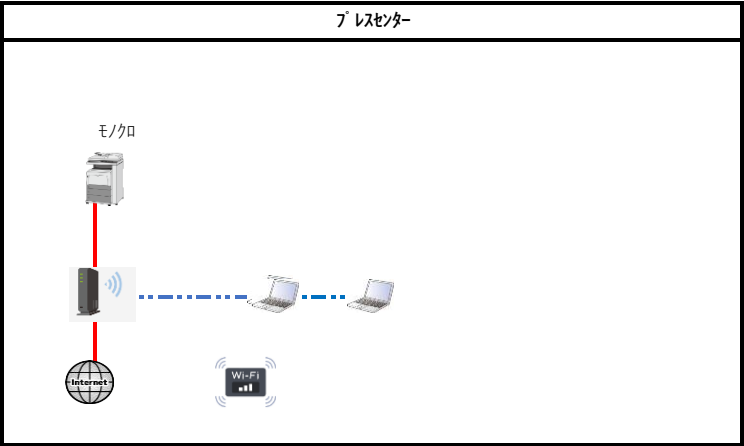 ﾌﾟﾚｽｾﾝﾀｰ
ﾓﾉｸﾛ
Wi-Fi
Internet